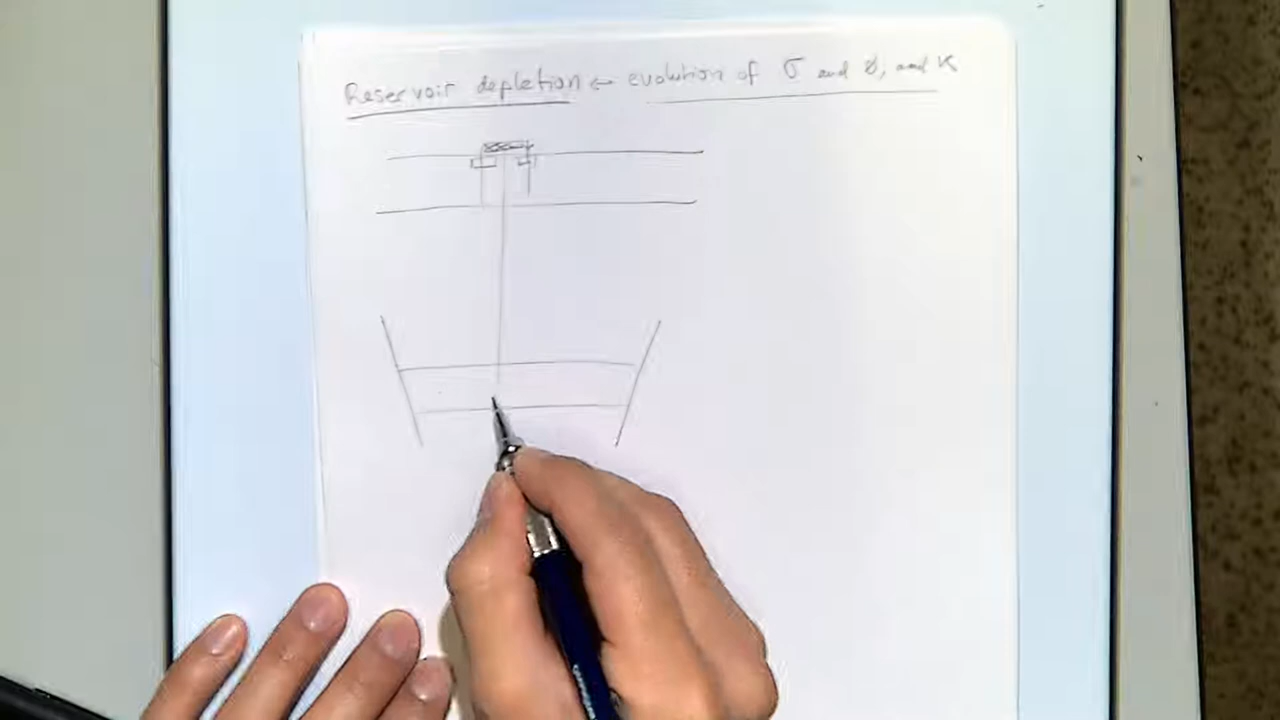 Reservoir depletion ↔ evolution of σ and ϕ, and K